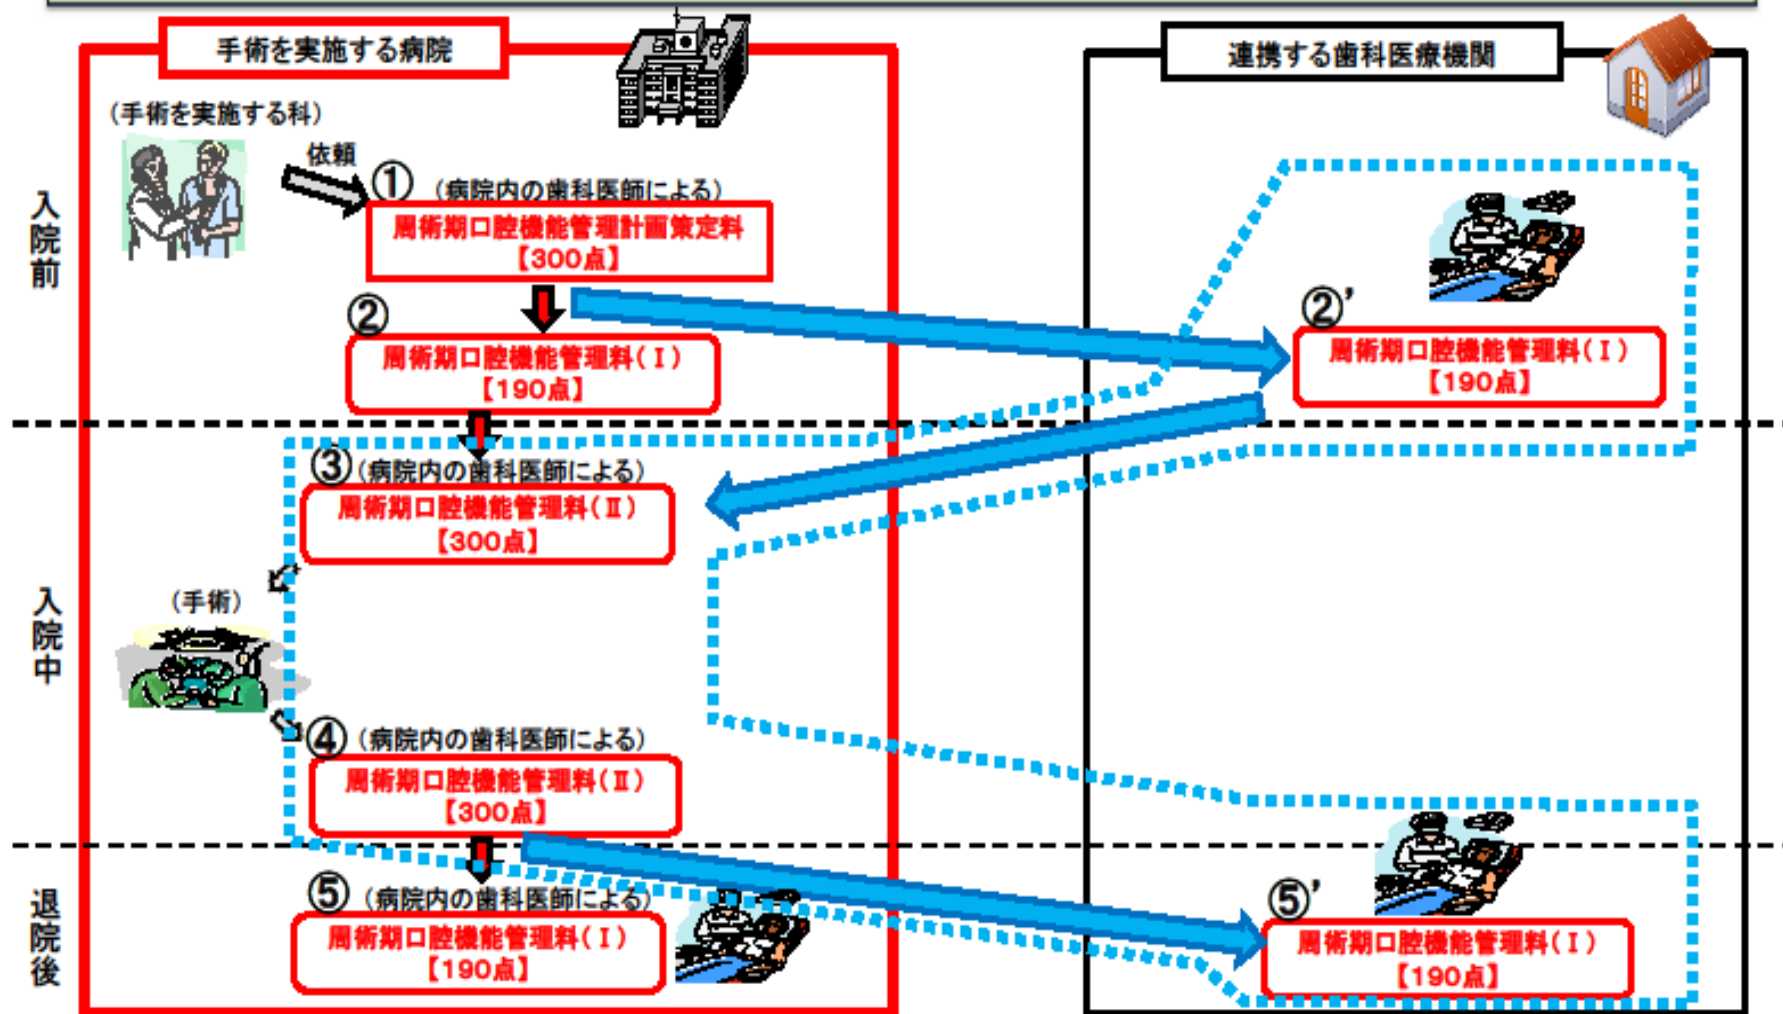 手術を実施する病院
連携する歯科医療機関
(手術を実施する科)
依頼
入院前
① (病院内の歯科医師による)
周術期口腔機能管理計画策定料
【300点】
②
周術期口腔機能管理料(Ⅰ)
【190点】
②’
周術期口腔機能管理料(Ⅰ)
【190点】
入院中
③(病院内の歯科医師による)
周術期口腔機能管理料(Ⅱ)
【300点】
(手術)
④(病院内の歯科医師による)
周術期口腔機能管理料(Ⅱ)
【300点】
退院後
⑤(病院内の歯科医師による)
周術期口腔機能管理料(Ⅰ)
【190点】
⑤’
周術期口腔機能管理料(Ⅰ)
【190点】